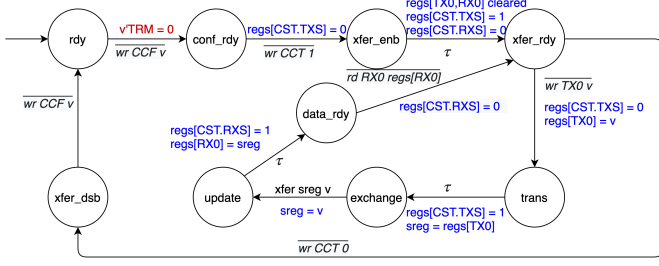 regs[TX0,RX0] cleared
v'TRM = 0
regs[CST.TXS] = 0
regs[CST.TXS] = 1
regs[CST.RXS] = 0
rdy
wr CCF v
conf_rdy
wr CCT 1
xfer_enb
τ
xfer_rdy
rd RX0 regs[RX0]
wr TX0 v
wr CCF v
data_rdy
regs[CST.RXS] = 0
regs[CST.TXS] = 0
regs[TX0] = v
regs[CST.RXS] = 1
regs[RX0] = sreg
τ
xfer_dsb
update
xfer sreg v
sreg = v
exchange
τ
regs[CST.TXS] = 1
sreg = regs[TX0]
trans
wr CCT 0